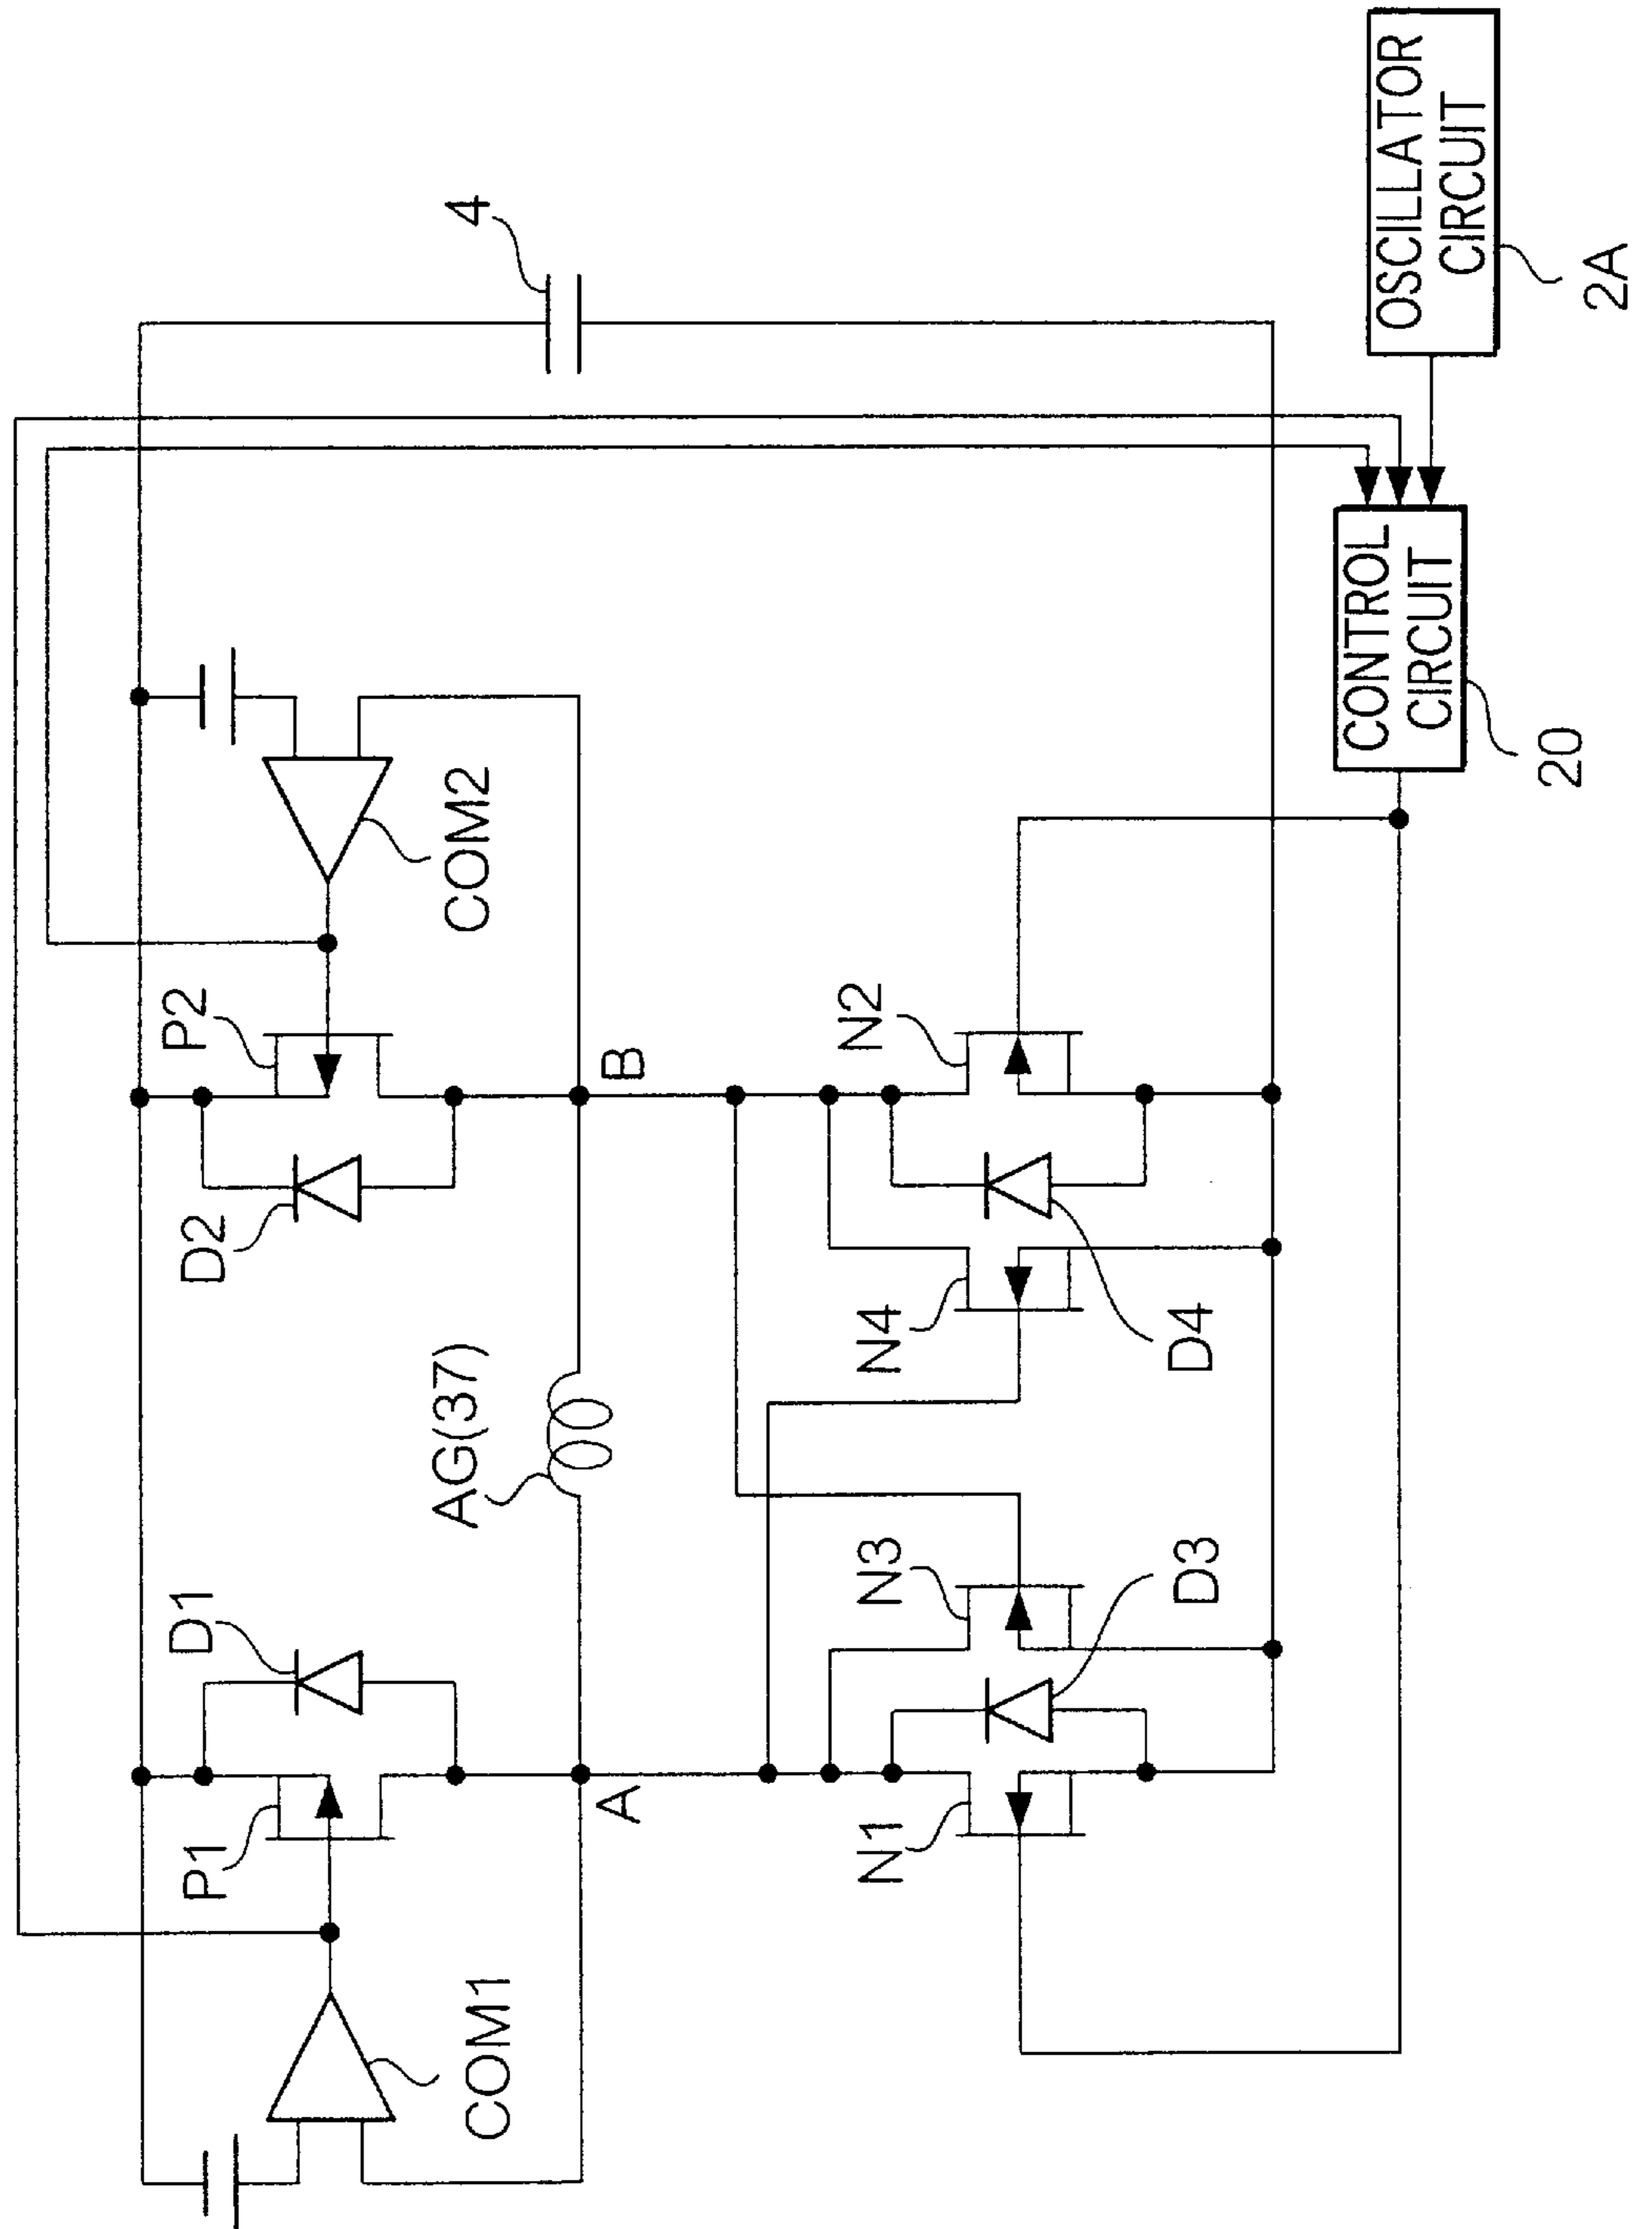 COM1
P1
D1
A
AG(37)
D2
P2
B
COM2
4
N1
N3
D3
N4
D4
N2
CONTROL
CIRCUIT
20
OSCILLATOR
CIRCUIT
2A